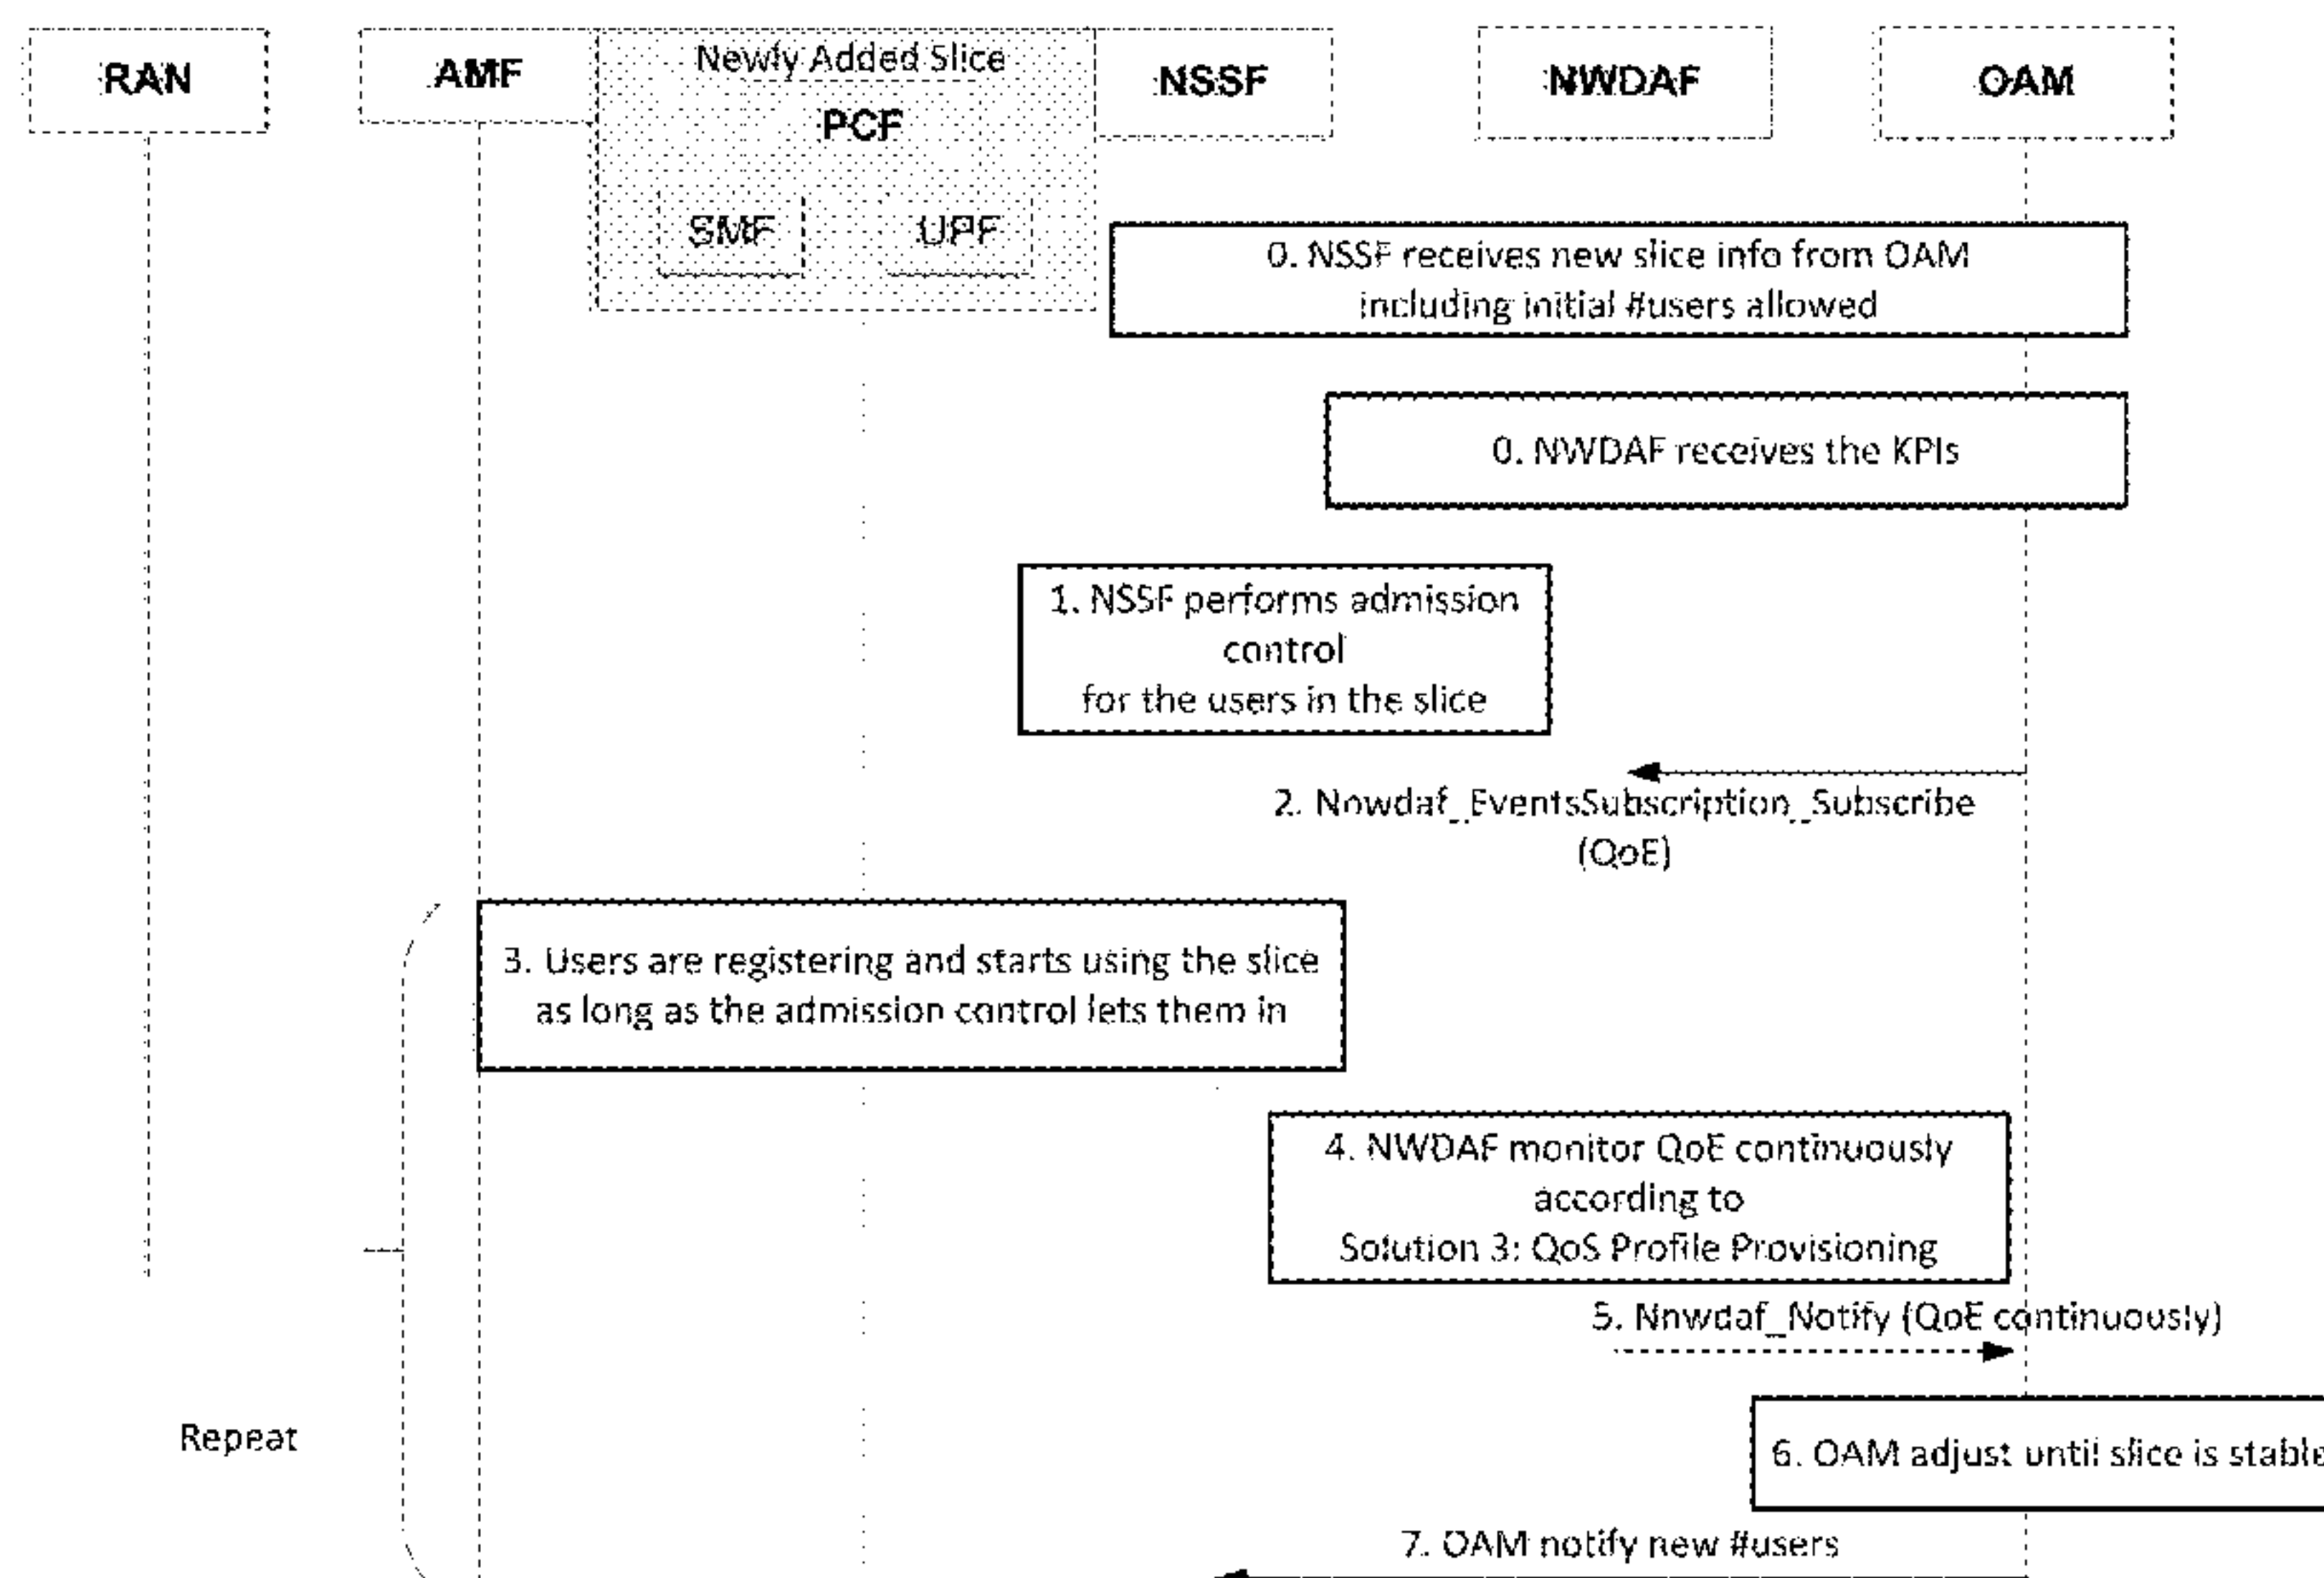 RAN
AMF
Newly Added Slice
PCF
SMF
UPF
NSSF
NWDAF
OAM
0. NSSF receives new slice info from OAM
including initial #users allowed
0. NWDAF receives the KPIs
1. NSSF performs admission
control
for the users in the slice
2. Nnwdaf_EventsSubscription_Subscribe
(QoE)
3. Users are registering and starts using the slice
as long as the admission control lets them in
4. NWDAF monitor QoE continuously
according to
Solution 3: QoS Profile Provisioning
5. Nnwdaf_Notify (QoE continuously)
Repeat
6. OAM adjust until slice is stable
7. OAM notify new #users